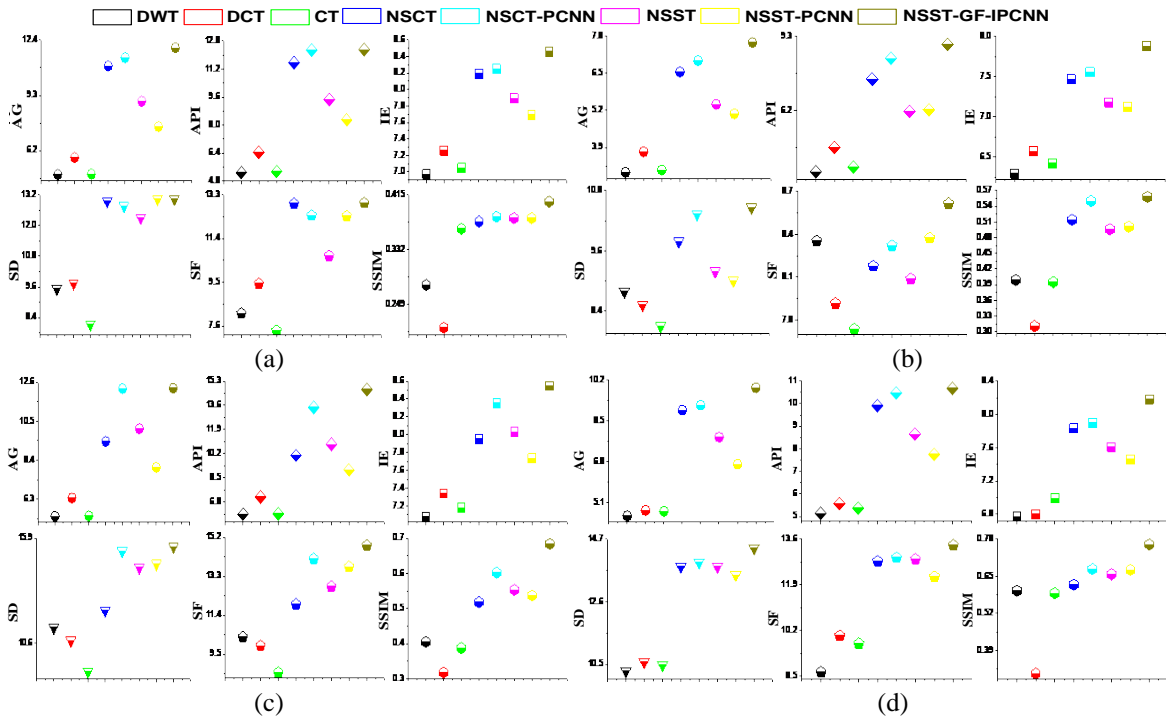 DWT DCT CT NSCT NSCT-PCNN NSST NSST-PCNN NSST-GF-IPCNN
AG 12.4 9.3 6.2
API 12.8 11.2 9.6 8.0 6.4 4.8
IE 8.6 8.4 8.2 8.0 7.8 7.6 7.4 7.2 7.0
AG 7.8 6.5 5.2 3.9
API 9.3 6.2
IE 8.0 7.5 7.0 6.5
SD 13.2 12.0 10.8 9.6 8.4
SF 13.3 11.4 9.5 7.6
SSIM 0.415 0.332 0.249
SD 10.8 9.6 8.4
SF 8.7 8.4 8.1 7.8
SSIM 0.57 0.54 0.51 0.48 0.45 0.42 0.39 0.36 0.33 0.30
(a) (b)
AG 12.6 10.5 8.4 6.3
API 15.3 13.6 11.9 10.2 8.5 6.8
IE 8.6 8.4 8.2 8.0 7.8 7.6 7.4 7.2
AG 10.2 8.5 6.8 5.1
API 11 10 9 8 7 6 5
IE 8.4 8.0 7.6 7.2 6.8
SD 15.9 10.6
SF 15.2 13.3 11.4 9.5
SSIM 0.7 0.6 0.5 0.4 0.3
SD 14.7 12.6 10.5
SF 13.6 11.9 10.2 8.5
SSIM 0.78 0.65 0.52 0.39
(c) (d)